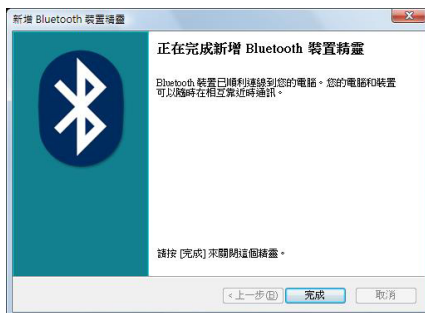 新增 Bluetooth 裝置精靈
正在完成新增 Bluetooth 裝置精靈
Bluetooth 裝置已順利連線到您的電腦。您的電腦和裝置
可以隨時在相互靠近時通訊。
請按 [完成] 來關閉這個精靈。
<上一步(B)
完成
取消